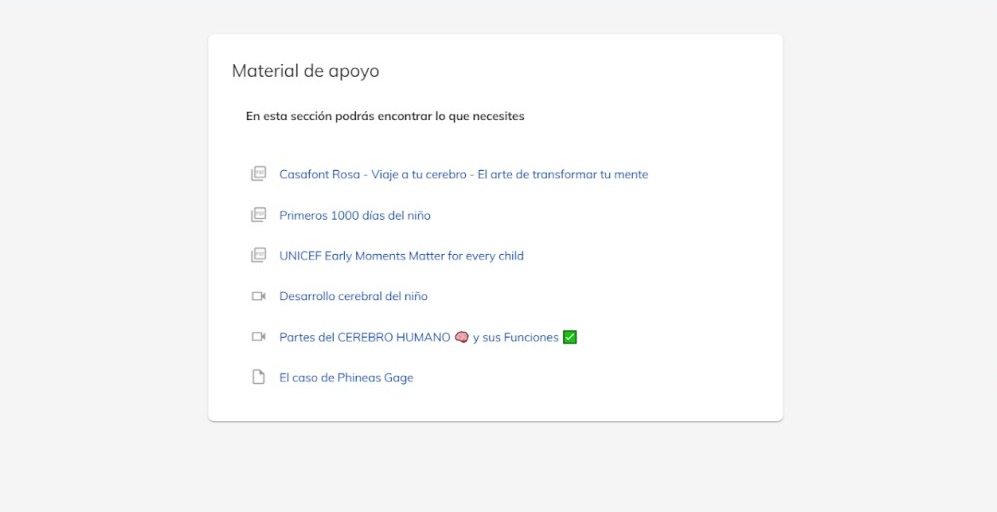 Material de apoyo
En esta sección podrás encontrar lo que necesites
Casafont Rosa - Viaje a tu cerebro - El arte de transformar tu mente
Primeros 1000 días del niño
UNICEF Early Moments Matter for every child
Desarrollo cerebral del niño
Partes del CEREBRO HUMANO 🧠 y sus Funciones ✅
El caso de Phineas Gage